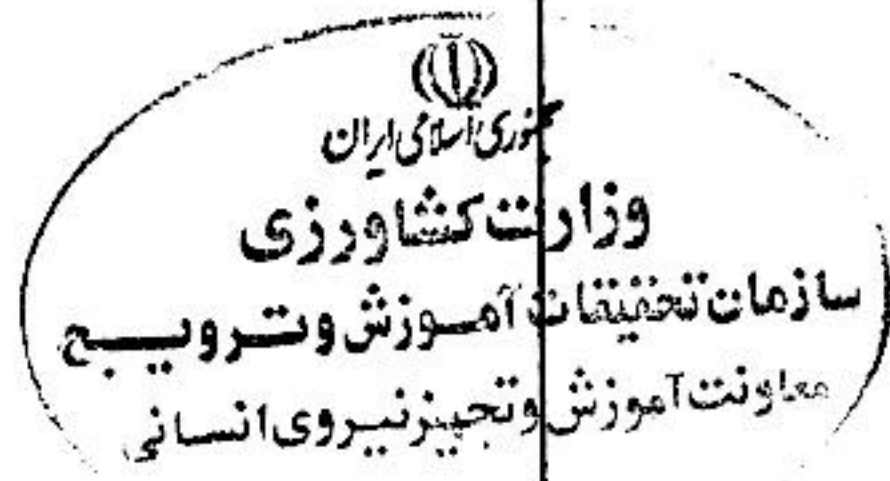 جمهوری اسلامی ایران
وزارت کشاورزی
سازمان تحقیقات آموزش و ترویج
معاونت آموزش و تجهیز نیروی انسانی